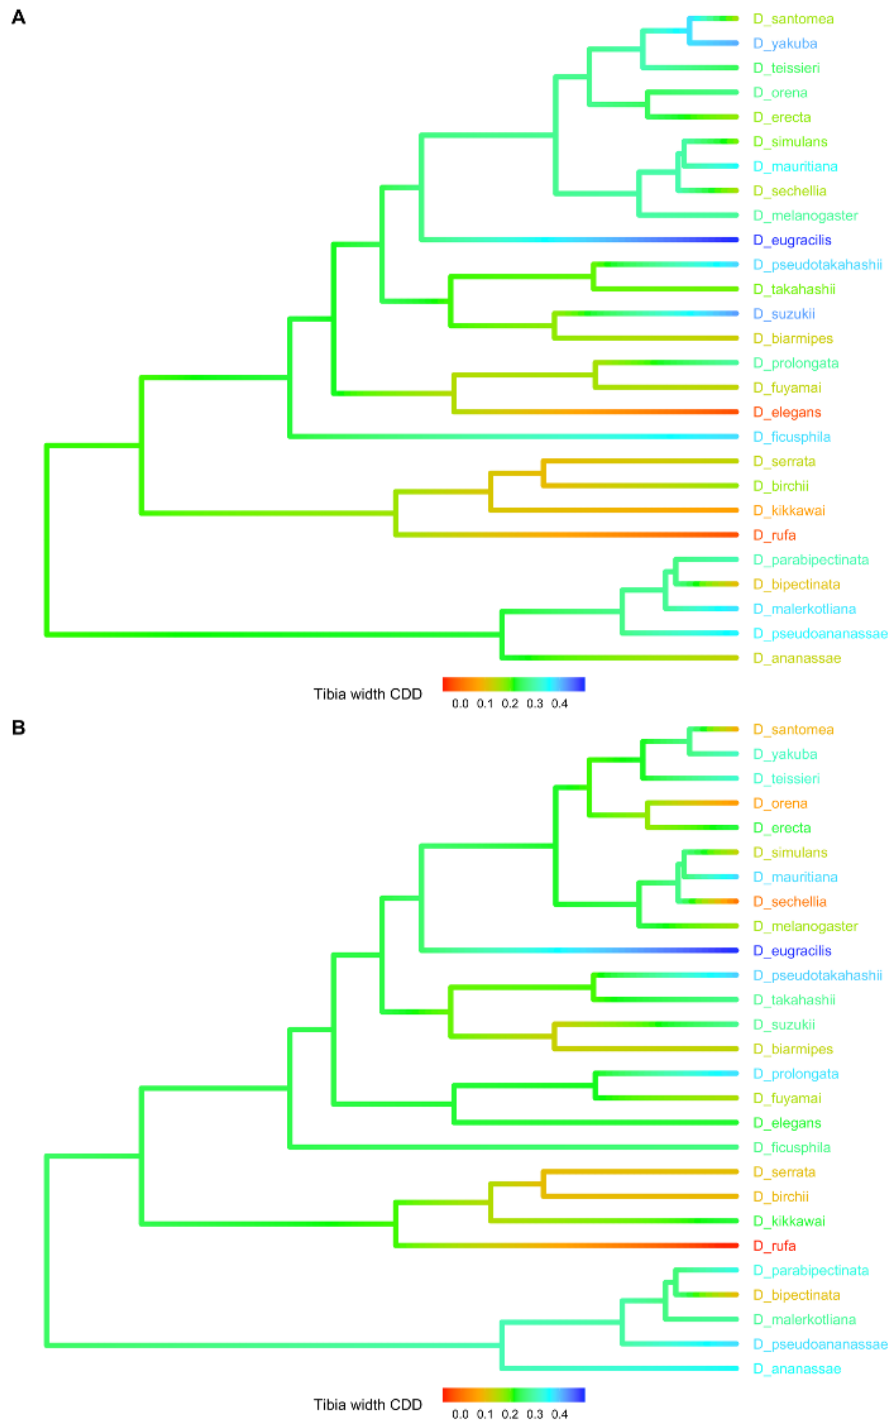 A
D_santomea
D_yakuba
D_teissieri
D_orena
D_erecta
D_simulans
D_mauritiana
D_sechellia
D_melanogaster
D_eugracilis
D_pseudotakahashii
D_takahashii
D_suzukii
D_biarmipes
D_prolongata
D_fuyamai
D_elegans
D_ficusphila
D_serrata
D_birchii
D_kikkawai
D_rufa
D_parabipectinata
D_bipectinata
D_malerkotliana
D_pseudoananassae
D_ananassae
Tibia width CDD
0.0 0.1 0.2 0.3 0.4
B
D_santomea
D_yakuba
D_teissieri
D_orena
D_erecta
D_simulans
D_mauritiana
D_sechellia
D_melanogaster
D_eugracilis
D_pseudotakahashii
D_takahashii
D_suzukii
D_biarmipes
D_prolongata
D_fuyamai
D_elegans
D_ficusphila
D_serrata
D_birchii
D_kikkawai
D_rufa
D_parabipectinata
D_bipectinata
D_malerkotliana
D_pseudoananassae
D_ananassae
Tibia width CDD
0.0 0.1 0.2 0.3 0.4